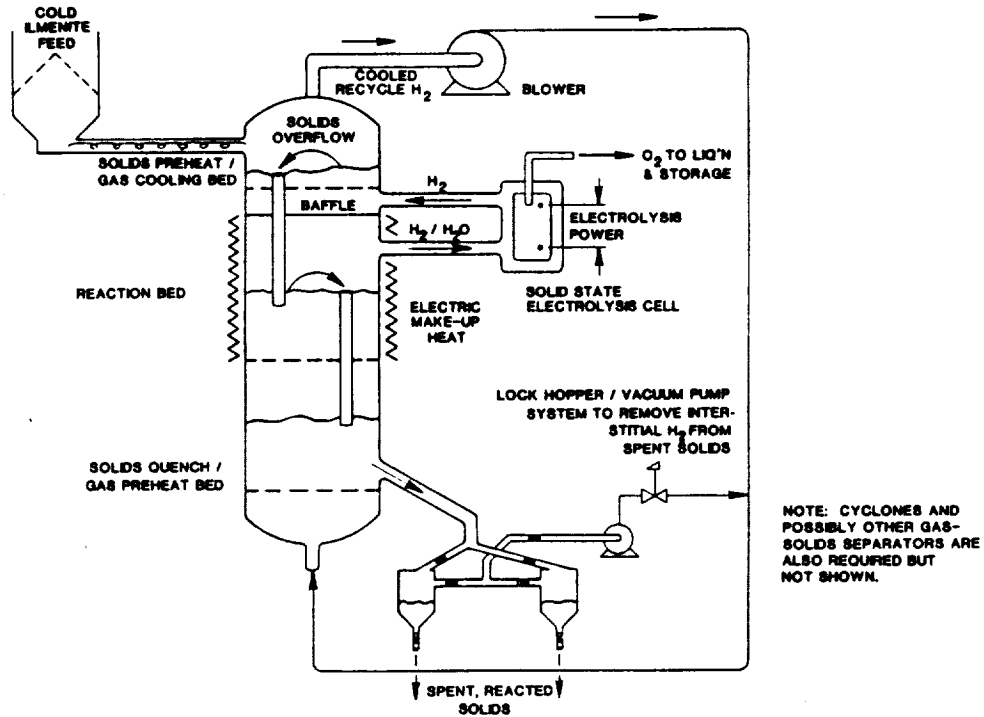 COLD
ILMENITE
FEED
COOLED
RECYCLE H2
BLOWER
SOLIDS
OVERFLOW
SOLIDS PREHEAT /
GAS COOLING BED
H2
O2 TO LIQ'N
& STORAGE
BAFFLE
ELECTROLYSIS
POWER
H2 / H2O
REACTION BED
SOLID STATE
ELECTROLYSIS CELL
ELECTRIC
MAKE-UP
HEAT
LOCK HOPPER / VACUUM PUMP
SYSTEM TO REMOVE INTER-
STITIAL H2 FROM
SPENT SOLIDS
SOLIDS QUENCH /
GAS PREHEAT BED
NOTE: CYCLONES AND
POSSIBLY OTHER GAS-
SOLIDS SEPARATORS ARE
ALSO REQUIRED BUT
NOT SHOWN.
SPENT, REACTED
SOLIDS